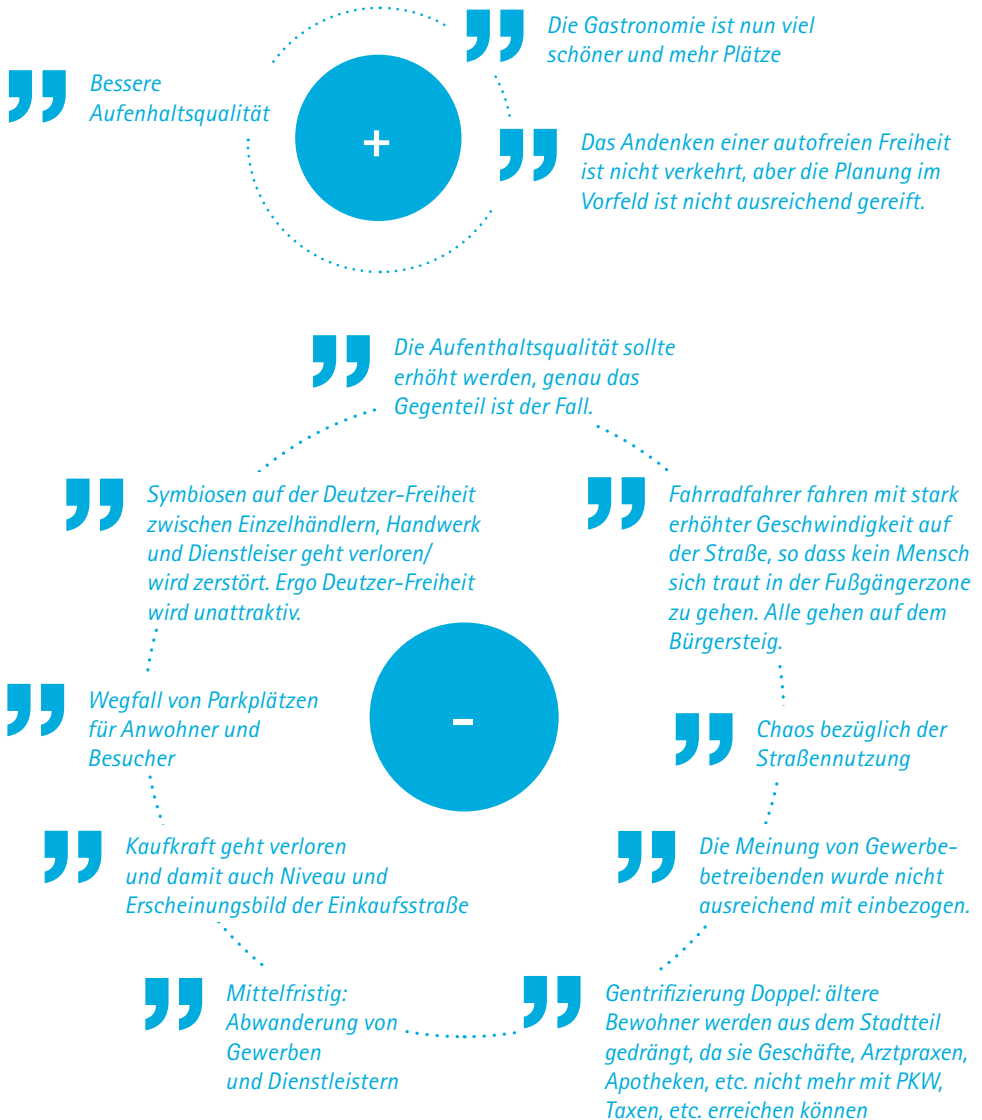 Die Gastronomie ist nun viel
schöner und mehr Plätze
Bessere
Aufenhaltsqualität
+
Das Andenken einer autofreien Freiheit
ist nicht verkehrt, aber die Planung im
Vorfeld ist nicht ausreichend gereift.
Die Aufenthaltsqualität sollte
erhöht werden, genau das
Gegenteil ist der Fall.
Symbiosen auf der Deutzer-Freiheit
zwischen Einzelhändlern, Handwerk
und Dienstleiser geht verloren/
wird zerstört. Ergo Deutzer-Freiheit
wird unattraktiv.
Fahrradfahrer fahren mit stark
erhöhter Geschwindigkeit auf
der Straße, so dass kein Mensch
sich traut in der Fußgängerzone
zu gehen. Alle gehen auf dem
Bürgersteig.
Wegfall von Parkplätzen
für Anwohner und
Besucher
-
Chaos bezüglich der
Straßennutzung
Kaufkraft geht verloren
und damit auch Niveau und
Erscheinungsbild der Einkaufsstraße
Die Meinung von Gewerbe-
betreibenden wurde nicht
ausreichend mit einbezogen.
Mittelfristig:
Abwanderung von
Gewerben
und Dienstleistern
Gentrifizierung Doppel: ältere
Bewohner werden aus dem Stadtteil
gedrängt, da sie Geschäfte, Arztpraxen,
Apotheken, etc. nicht mehr mit PKW,
Taxen, etc. erreichen können